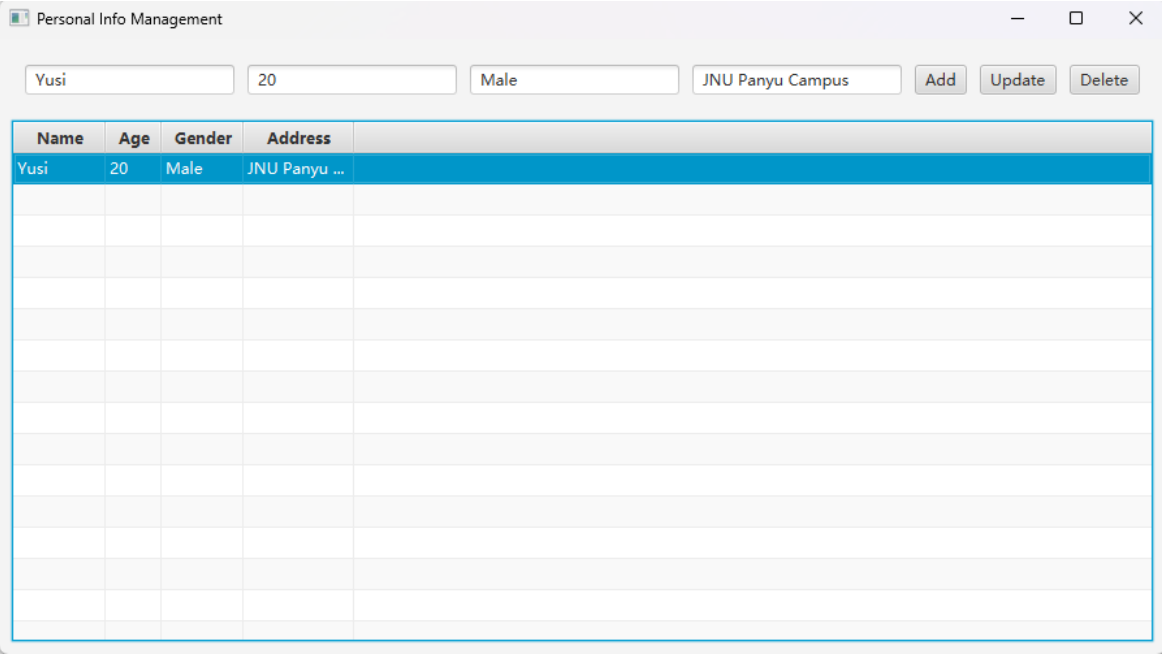 Personal Info Management
Yusi 20 Male JNU Panyu Campus Add Update Delete
Name Age Gender Address
Yusi 20 Male JNU Panyu ...